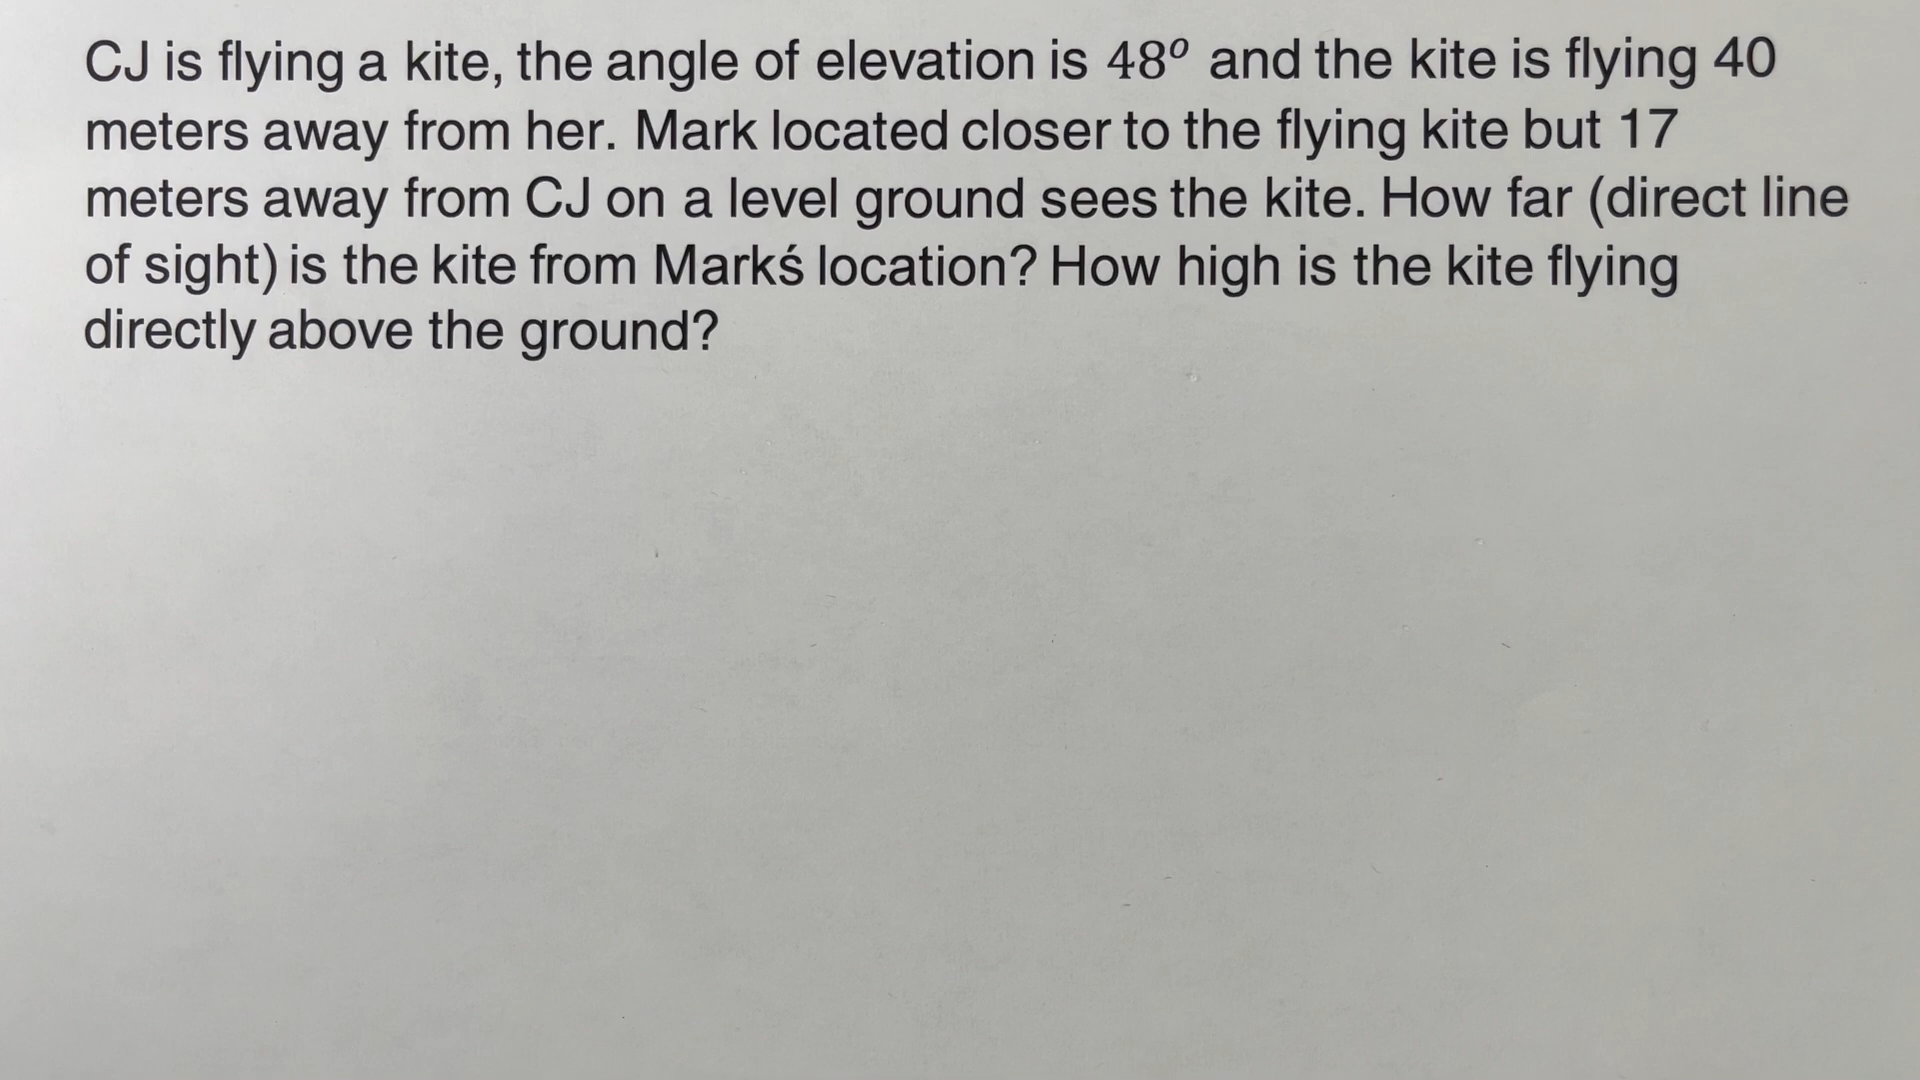 CJ is flying a kite, the angle of elevation is 48º and the kite is flying 40
meters away from her. Mark located closer to the flying kite but 17
meters away from CJ on a level ground sees the kite. How far (direct line
of sight) is the kite from Markś location? How high is the kite flying
directly above the ground?